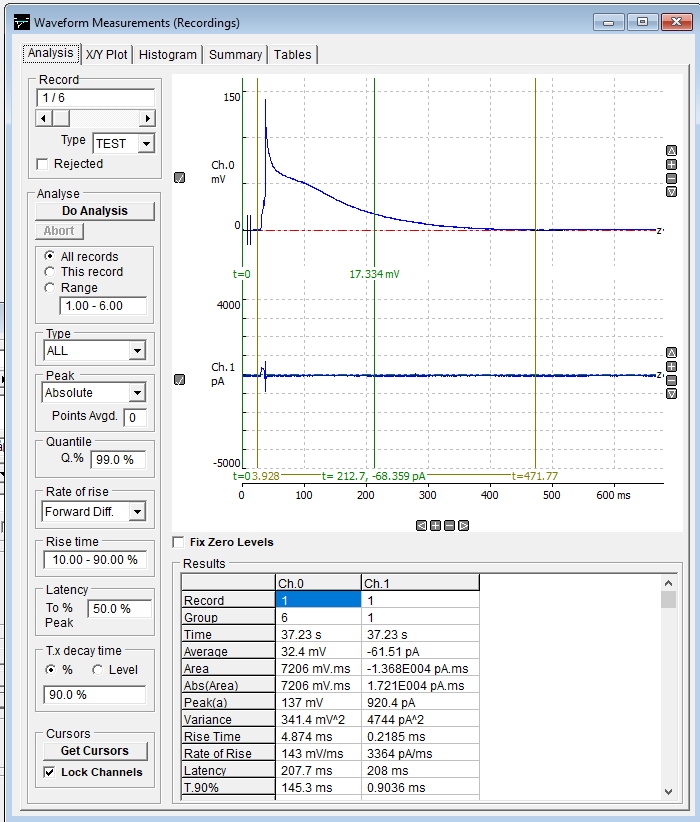 Waveform Measurements (Recordings)
Analysis X/Y Plot Histogram Summary Tables
Record
1 / 6
Type TEST
Rejected
Analyse
Do Analysis
Abort
All records
This record
Range
1.00 - 6.00
Type
ALL
Peak
Absolute
Points Avgd. 0
Quantile
Q.% 99.0 %
Rate of rise
Forward Diff.
Rise time
10.00 - 90.00 %
Latency
To % Peak 50.0 %
T.x decay time
% Level
90.0 %
Cursors
Get Cursors
Lock Channels
150
Ch.0
mV
0
z
t=0 17.334 mV
4000
Ch.1
pA
z
-5000
t=0 3.928 t= 212.7, -68.359 pA t=471.77
0 100 200 300 400 500 600 ms
Fix Zero Levels
Results
Ch.0 Ch.1
Record 1 1
Group 6 1
Time 37.23 s 37.23 s
Average 32.4 mV -61.51 pA
Area 7206 mV.ms -1.368E004 pA.ms
Abs(Area) 7206 mV.ms 1.721E004 pA.ms
Peak(a) 137 mV 920.4 pA
Variance 341.4 mV^2 4744 pA^2
Rise Time 4.874 ms 0.2185 ms
Rate of Rise 143 mV/ms 3364 pA/ms
Latency 207.7 ms 208 ms
T.90% 145.3 ms 0.9036 ms